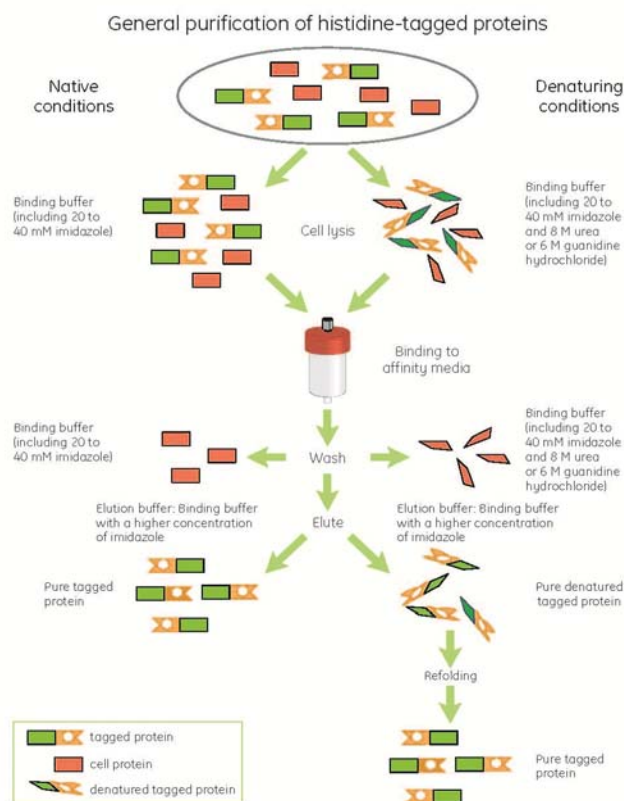 General purification of histidine-tagged proteins
Native
conditions
Denaturing
conditions
Binding buffer
(including 20 to
40 mM imidazole)
Cell lysis
Binding buffer
(including 20 to
40 mM imidazole
and 8 M urea
or 6 M guanidine
hydrochloride)
Binding to
affinity media
Binding buffer
(including 20 to
40 mM imidazole)
Wash
Binding buffer
(including 20 to
40 mM imidazole
and 8 M urea
or 6 M guanidine
hydrochloride)
Elution buffer: Binding buffer
with a higher concentration
of imidazole
Elute
Elution buffer: Binding buffer
with a higher concentration
of imidazole
Pure tagged
protein
Pure denatured
tagged protein
Refolding
Pure tagged
protein
tagged protein
cell protein
denatured tagged protein